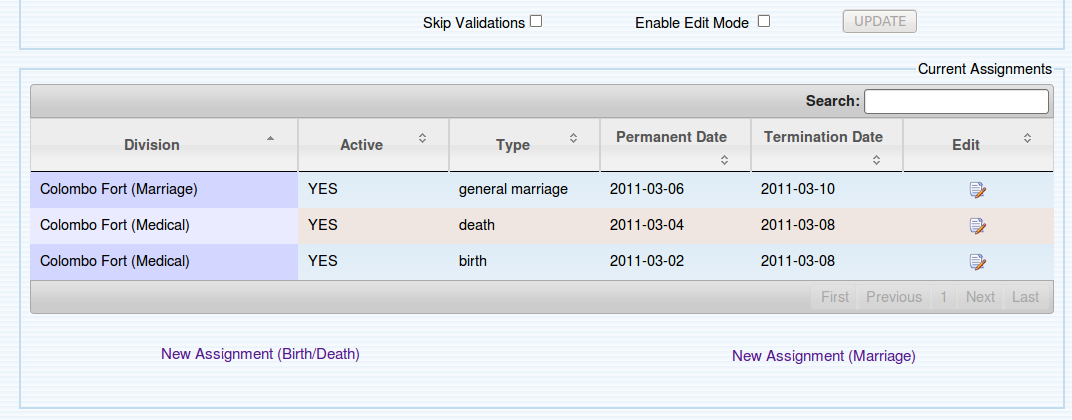 Skip Validations Enable Edit Mode UPDATE
Current Assignments
Search:
Division Active Type Permanent Date Termination Date Edit
Colombo Fort (Marriage) YES general marriage 2011-03-06 2011-03-10
Colombo Fort (Medical) YES death 2011-03-04 2011-03-08
Colombo Fort (Medical) YES birth 2011-03-02 2011-03-08
First Previous 1 Next Last
New Assignment (Birth/Death) New Assignment (Marriage)